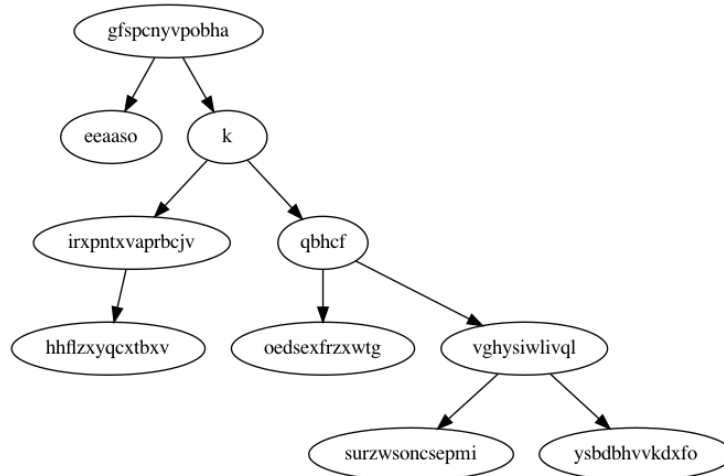 gfspcnyvpobha
eeaaso
k
irxpntxvaprbcjv
qbhcf
hhflzxyqcxtbxv
oedsexfrzxwtg
vghysiwlivql
surzwsoncsepmi
ysbdbhvvkdxfo